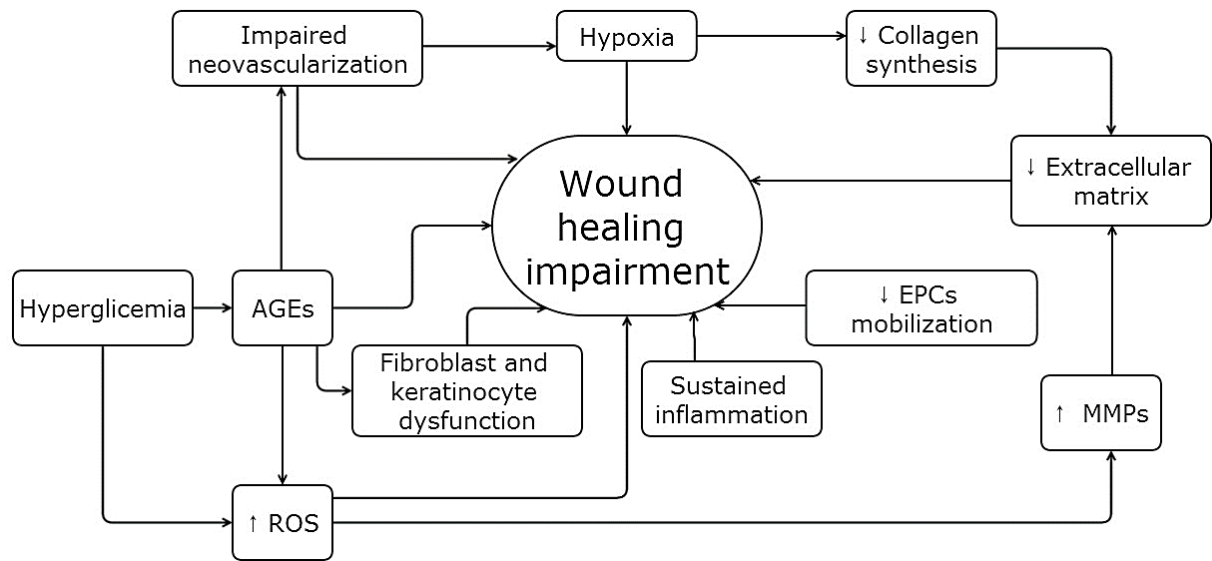 Impaired
neovascularization
Hypoxia
↓ Collagen
synthesis
Wound
healing
impairment
↓ Extracellular
matrix
Hyperglicemia
AGEs
↓ EPCs
mobilization
Fibroblast and
keratinocyte
dysfunction
Sustained
inflammation
↑ MMPs
↑ ROS